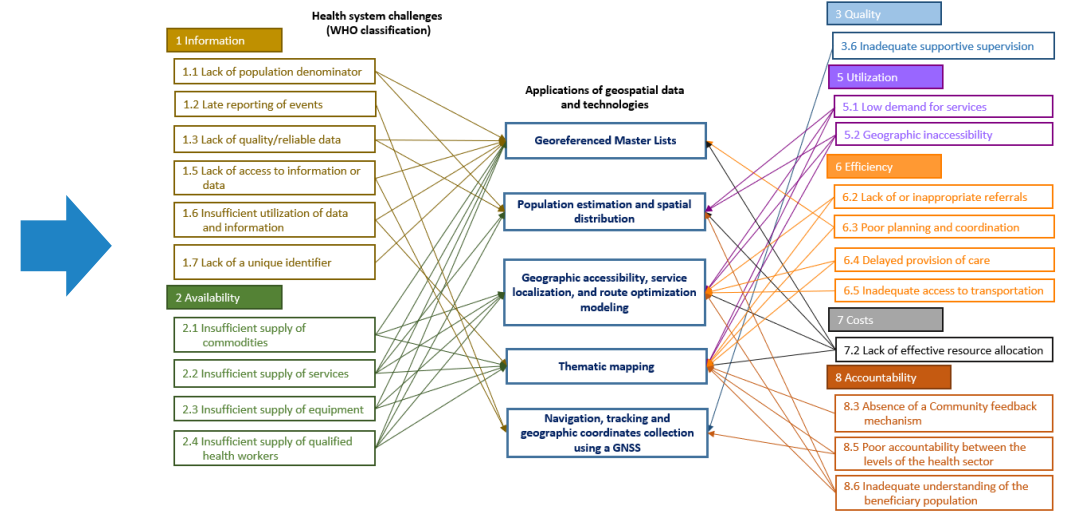 Health system challenges
(WHO classification)
1 Information
1.1 Lack of population denominator
1.2 Late reporting of events
1.3 Lack of quality/reliable data
1.5 Lack of access to information or
data
1.6 Insufficient utilization of data
and information
1.7 Lack of a unique identifier
2 Availability
2.1 Insufficient supply of
commodities
2.2 Insufficient supply of services
2.3 Insufficient supply of equipment
2.4 Insufficient supply of qualified
health workers
Applications of geospatial data
and technologies
Georeferenced Master Lists
Population estimation and spatial
distribution
Geographic accessibility, service
localization, and route optimization
modeling
Thematic mapping
Navigation, tracking and
geographic coordinates collection
using a GNSS
3 Quality
3.6 Inadequate supportive supervision
5 Utilization
5.1 Low demand for services
5.2 Geographic inaccessibility
6 Efficiency
6.2 Lack of or inappropriate referrals
6.3 Poor planning and coordination
6.4 Delayed provision of care
6.5 Inadequate access to transportation
7 Costs
7.2 Lack of effective resource allocation
8 Accountability
8.3 Absence of a Community feedback
mechanism
8.5 Poor accountability between the
levels of the health sector
8.6 Inadequate understanding of the
beneficiary population